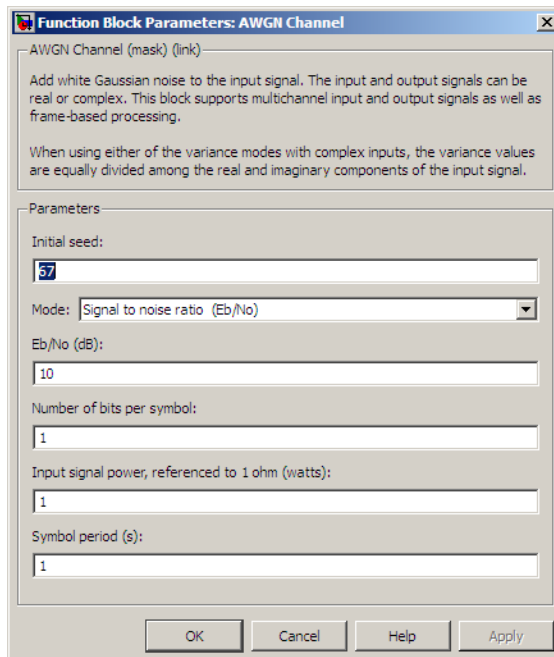 Function Block Parameters: AWGN Channel
AWGN Channel (mask) (link)
Add white Gaussian noise to the input signal. The input and output signals can be
real or complex. This block supports multichannel input and output signals as well as
frame-based processing.
When using either of the variance modes with complex inputs, the variance values
are equally divided among the real and imaginary components of the input signal.
Parameters
Initial seed:
67
Mode: Signal to noise ratio (Eb/No)
Eb/No (dB):
10
Number of bits per symbol:
1
Input signal power, referenced to 1 ohm (watts):
1
Symbol period (s):
1
OK Cancel Help Apply